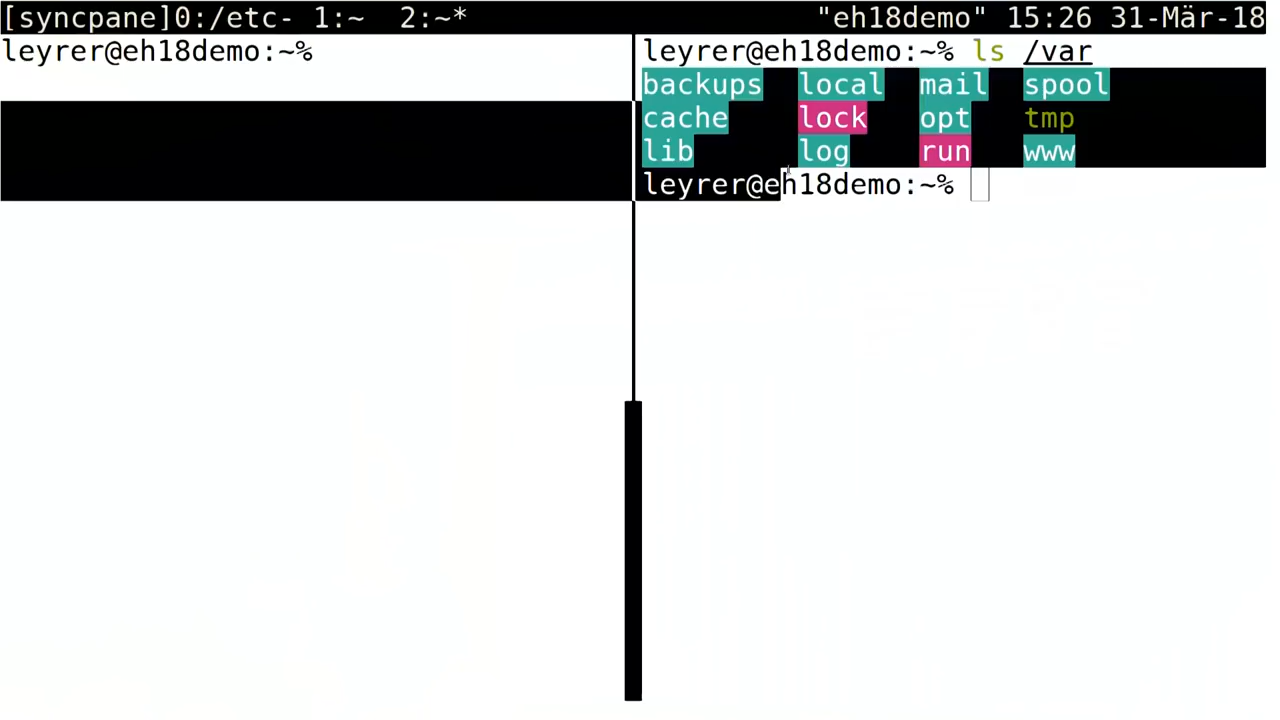 [syncpane]0:/etc- 1:~  2:~* "eh18demo" 15:26 31-Mär-18
leyrer@eh18demo:~%
leyrer@eh18demo:~% ls /var
backups local mail spool
cache lock opt tmp
lib log run www
leyrer@eh18demo:~%